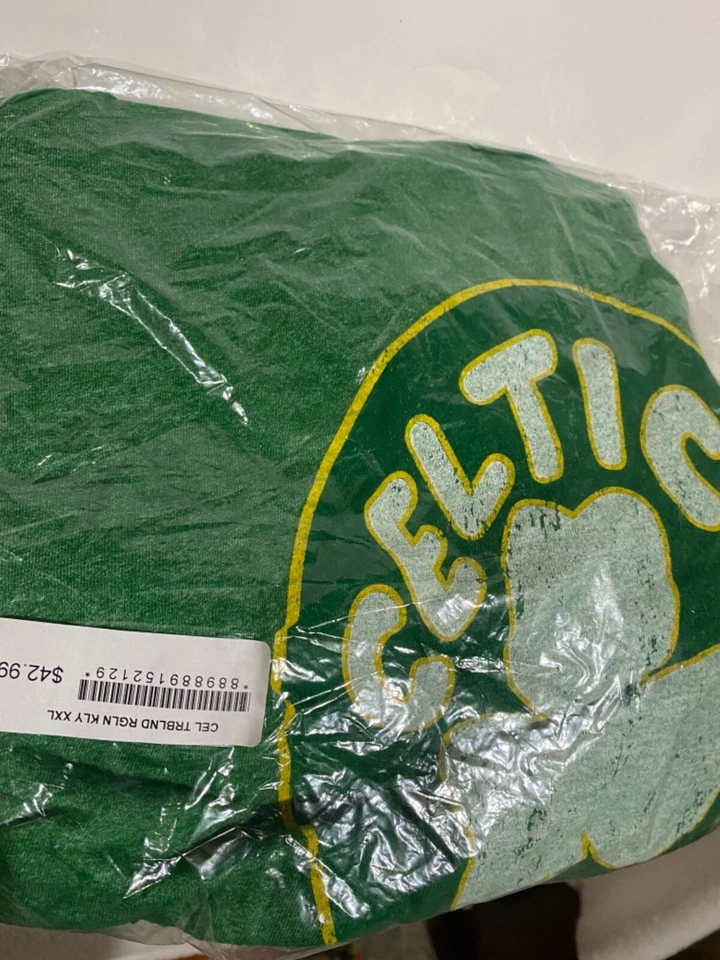 CELTIC
CEL TRBLND RGLN KLY XXL
*889889152129*
$42.99